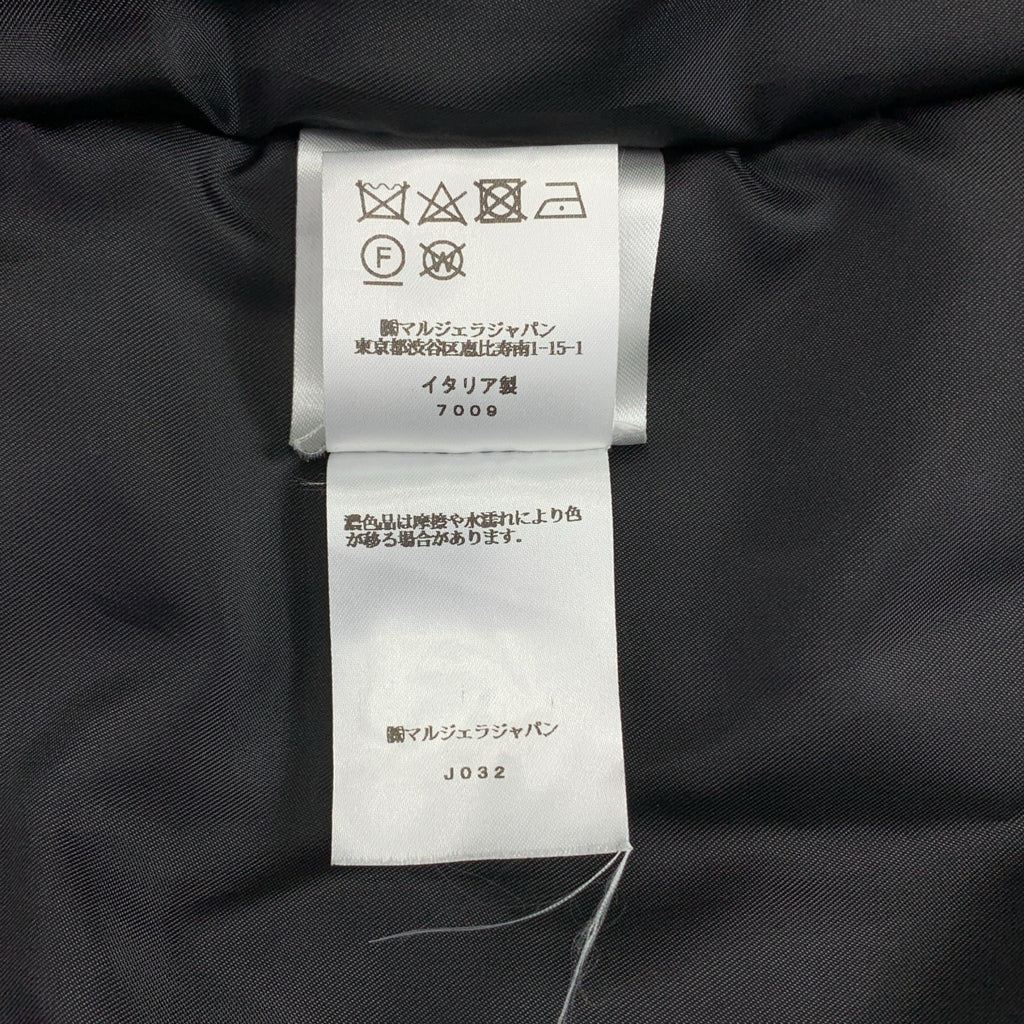 F
W
㈱マルジェラジャパン
東京都渋谷区恵比寿南1-15-1
イタリア製
7009
濃色品は摩擦や水濡れにより色
が移る場合があります。
㈱マルジェラジャパン
J032